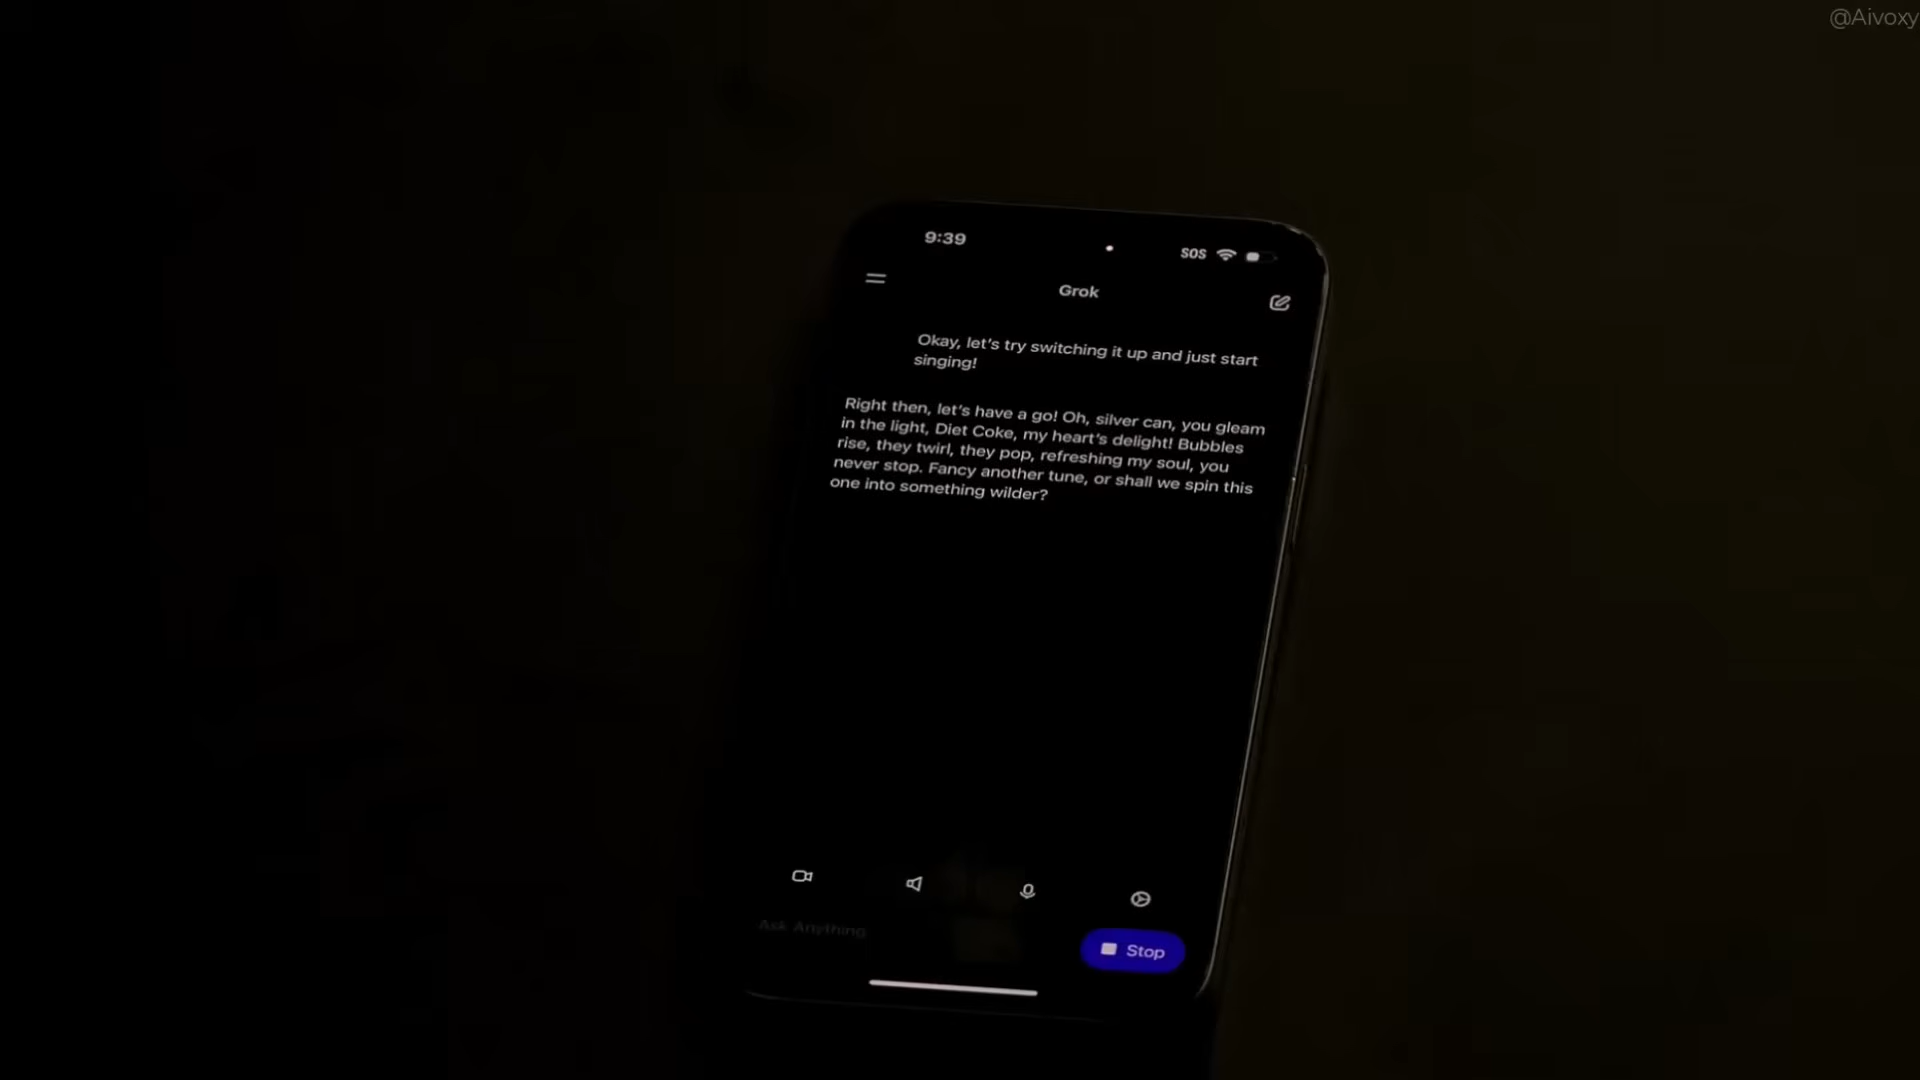 @Aivoxy
9:39
SOS
Grok
Okay, let's try switching it up and just start
singing!
Right then, let's have a go! Oh, silver can, you gleam
in the light, Diet Coke, my heart's delight! Bubbles
rise, they twirl, they pop, refreshing my soul, you
never stop. Fancy another tune, or shall we spin this
one into something wilder?
Ask Anything
Stop